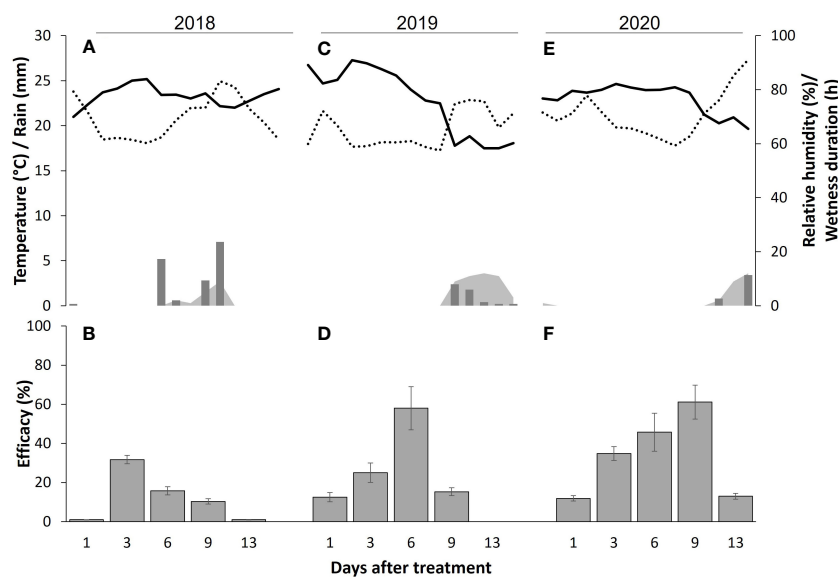 2018 2019 2020
A C E
30
25
20
15
10
5
0
Temperature (°C) / Rain (mm)
100
80
60
40
20
0
Relative humidity (%)/
Wetness duration (h)
B D F
100
80
60
40
20
0
Efficacy (%)
1 3 6 9 13 1 3 6 9 13 1 3 6 9 13
Days after treatment